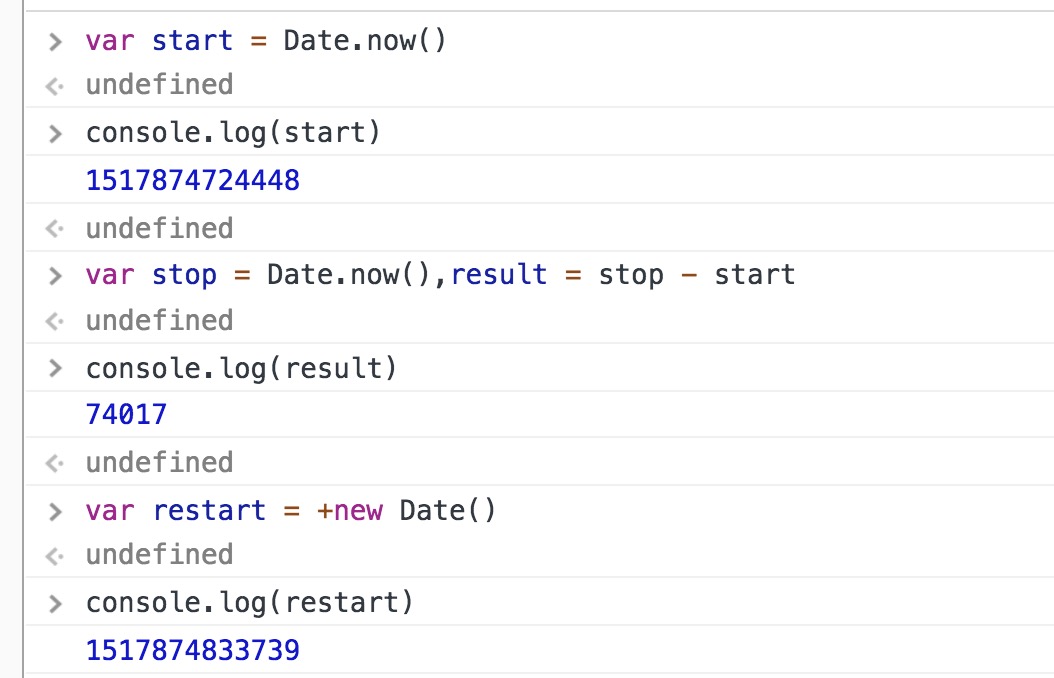 > var start = Date.now()
<· undefined
> console.log(start)
1517874724448
<· undefined
> var stop = Date.now(),result = stop - start
<· undefined
> console.log(result)
74017
<· undefined
> var restart = +new Date()
<· undefined
> console.log(restart)
1517874833739